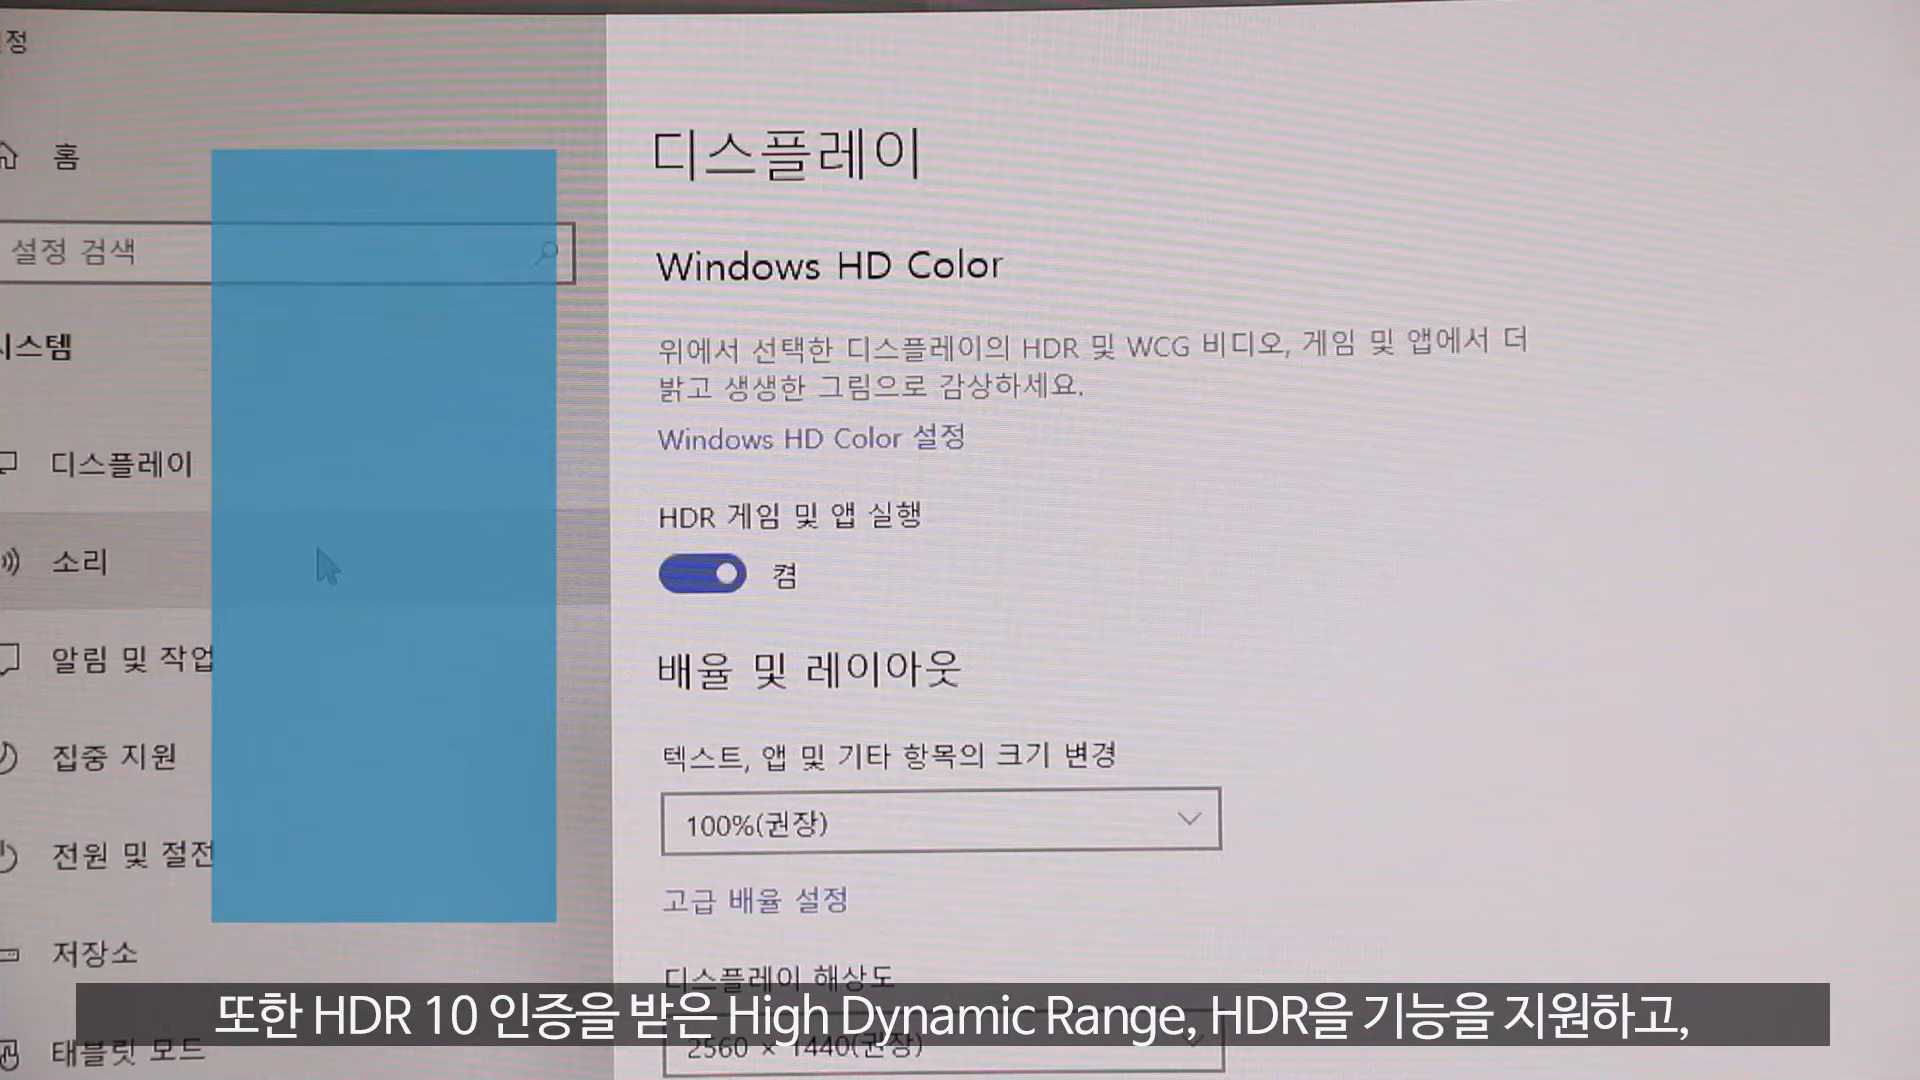 정
홈
설정 검색
시스템
디스플레이
소리
알림 및 작업
집중 지원
전원 및 절전
저장소
태블릿 모드
디스플레이
Windows HD Color
위에서 선택한 디스플레이의 HDR 및 WCG 비디오, 게임 및 앱에서 더
밝고 생생한 그림으로 감상하세요.
Windows HD Color 설정
HDR 게임 및 앱 실행
켬
배율 및 레이아웃
텍스트, 앱 및 기타 항목의 크기 변경
100%(권장)
고급 배율 설정
디스플레이 해상도
2560 × 1440(권장)
또한 HDR 10 인증을 받은 High Dynamic Range, HDR을 기능을 지원하고,